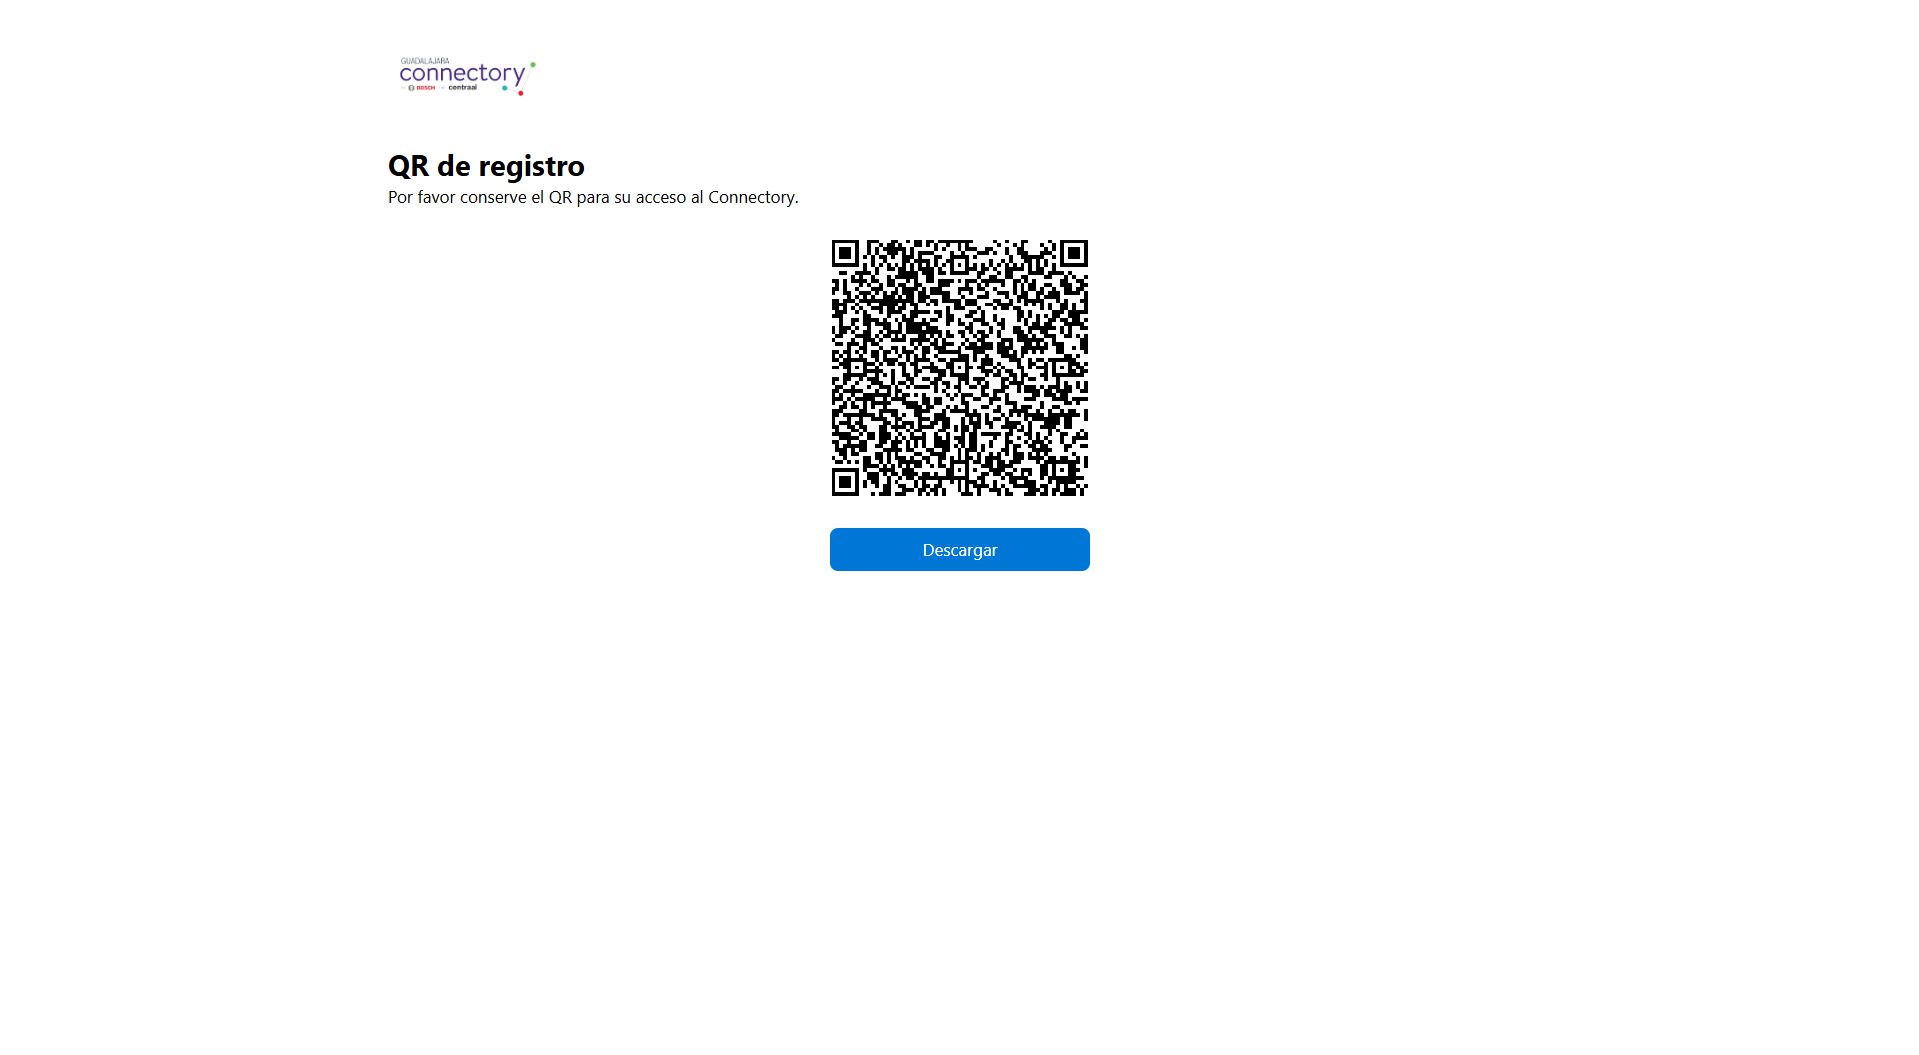 GUADALAJARA
connectory
BOSCH centraal
QR de registro
Por favor conserve el QR para su acceso al Connectory.
Descargar